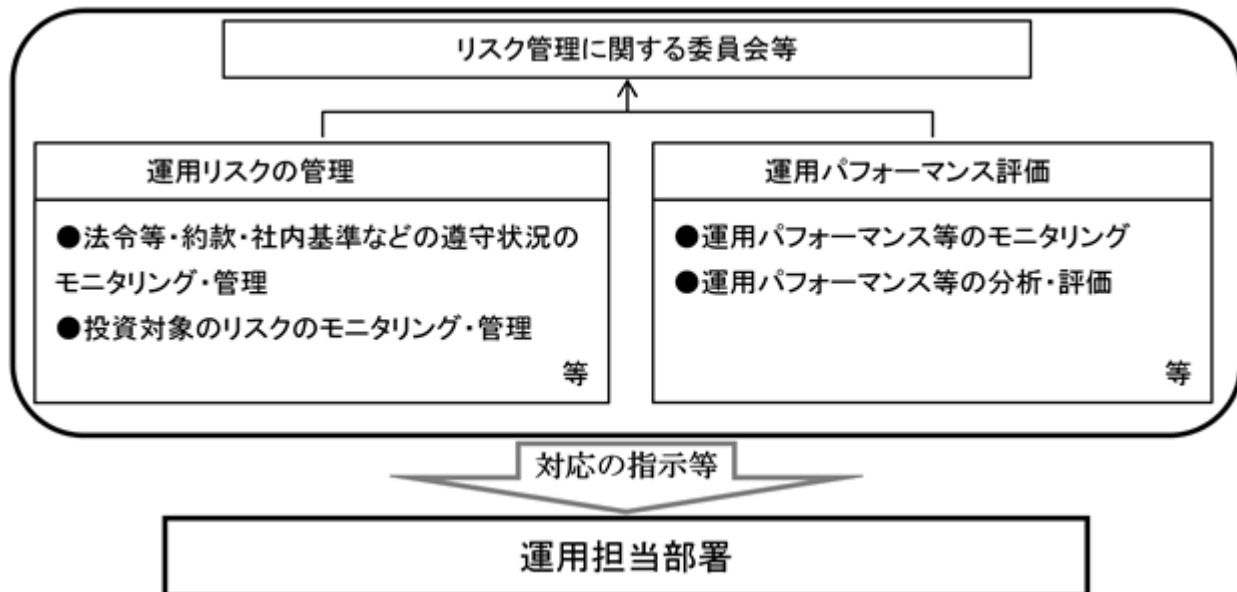 リスク管理に関する委員会等
運用リスクの管理
●法令等・約款・社内基準などの遵守状況の
モニタリング・管理
●投資対象のリスクのモニタリング・管理
等
運用パフォーマンス評価
●運用パフォーマンス等のモニタリング
●運用パフォーマンス等の分析・評価
等
対応の指示等
運用担当部署